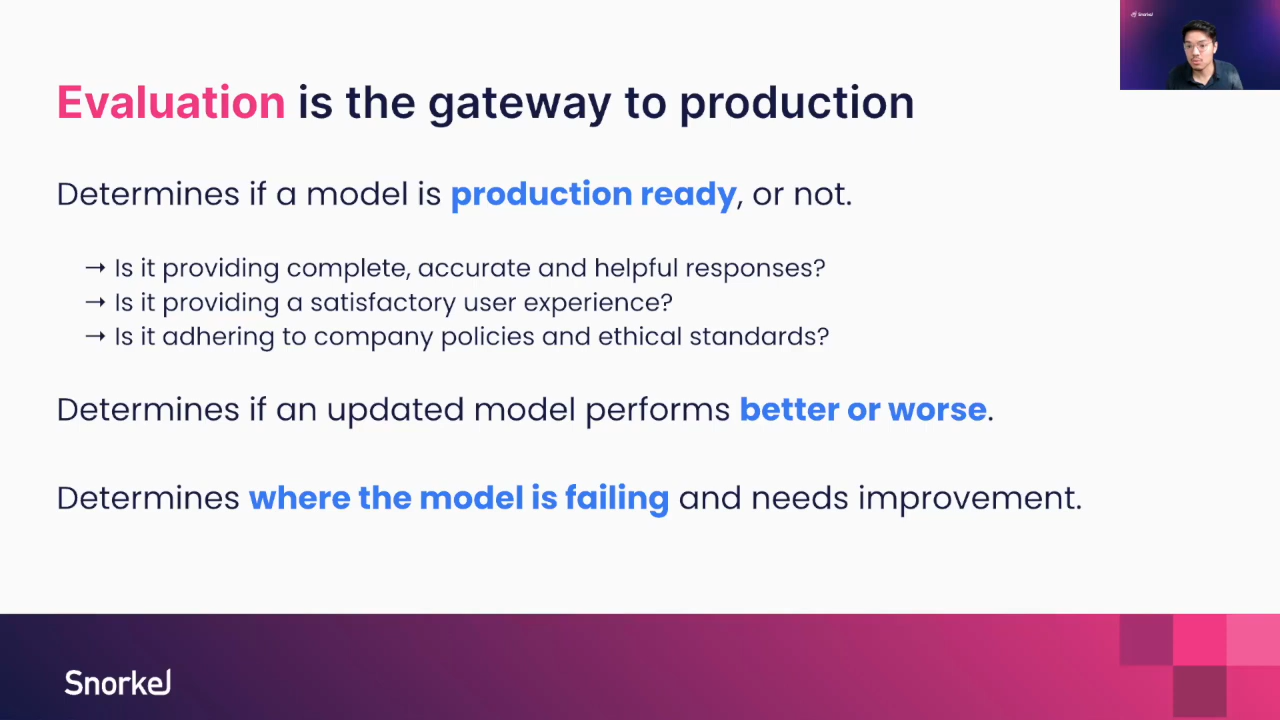 Snorkel
Evaluation is the gateway to production
Determines if a model is production ready, or not.
→ Is it providing complete, accurate and helpful responses?
→ Is it providing a satisfactory user experience?
→ Is it adhering to company policies and ethical standards?
Determines if an updated model performs better or worse.
Determines where the model is failing and needs improvement.
Snorkel